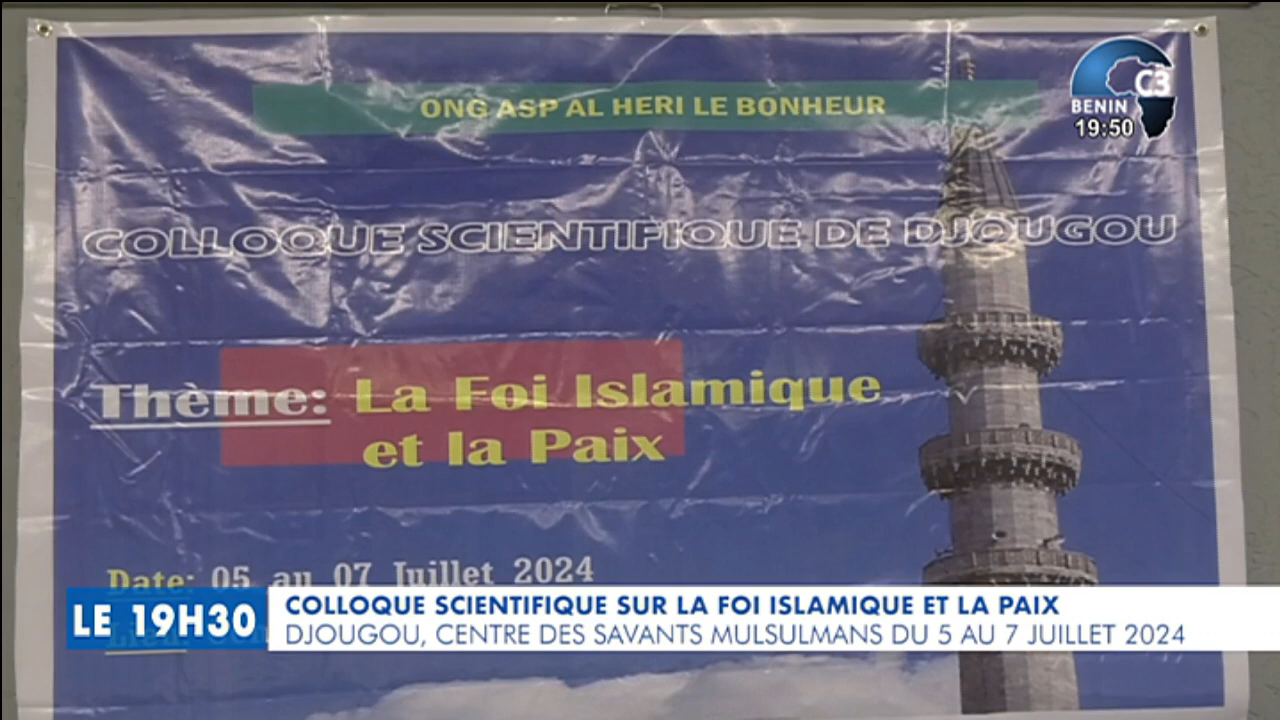 ONG ASP AL HERI LE BONHEUR
C3
BENIN
19:50
COLLOQUE SCIENTIFIQUE DE DJOUGOU
Thème: La Foi Islamique
et la Paix
Date: 05 au 07 Juillet 2024
LE 19H30
COLLOQUE SCIENTIFIQUE SUR LA FOI ISLAMIQUE ET LA PAIX
DJOUGOU, CENTRE DES SAVANTS MULSULMANS DU 5 AU 7 JUILLET 2024